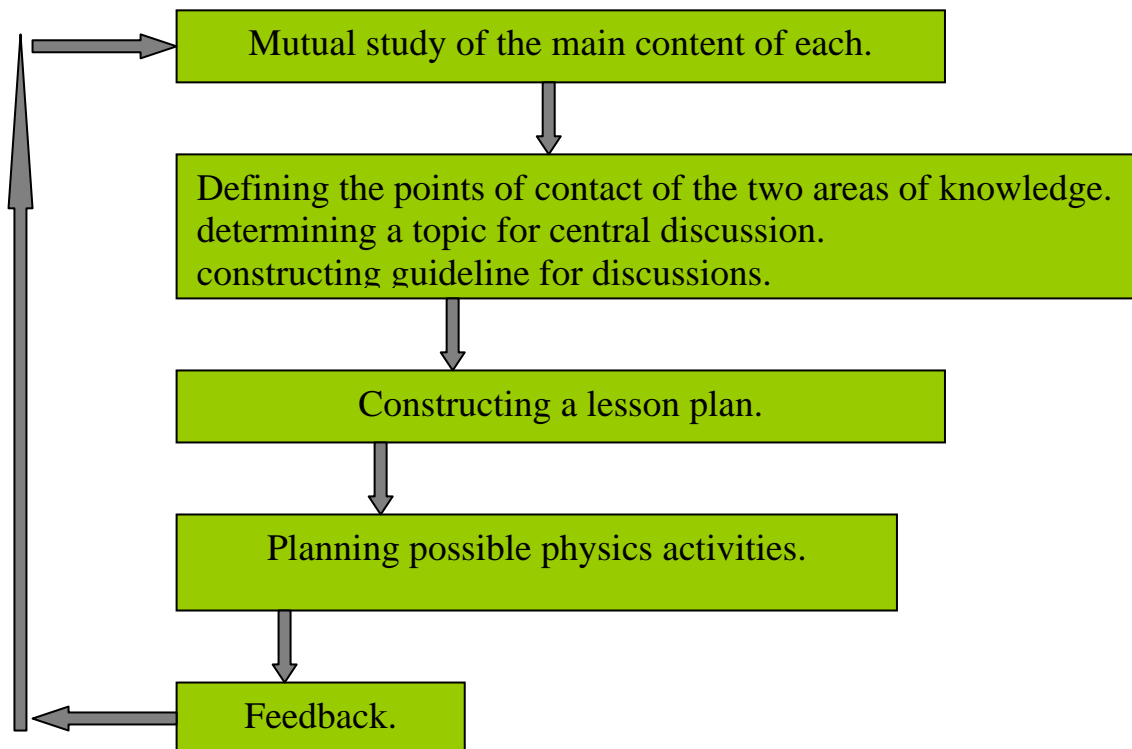 Mutual study of the main content of each.
Defining the points of contact of the two areas of knowledge.
determining a topic for central discussion.
constructing guideline for discussions.
Constructing a lesson plan.
Planning possible physics activities.
Feedback.